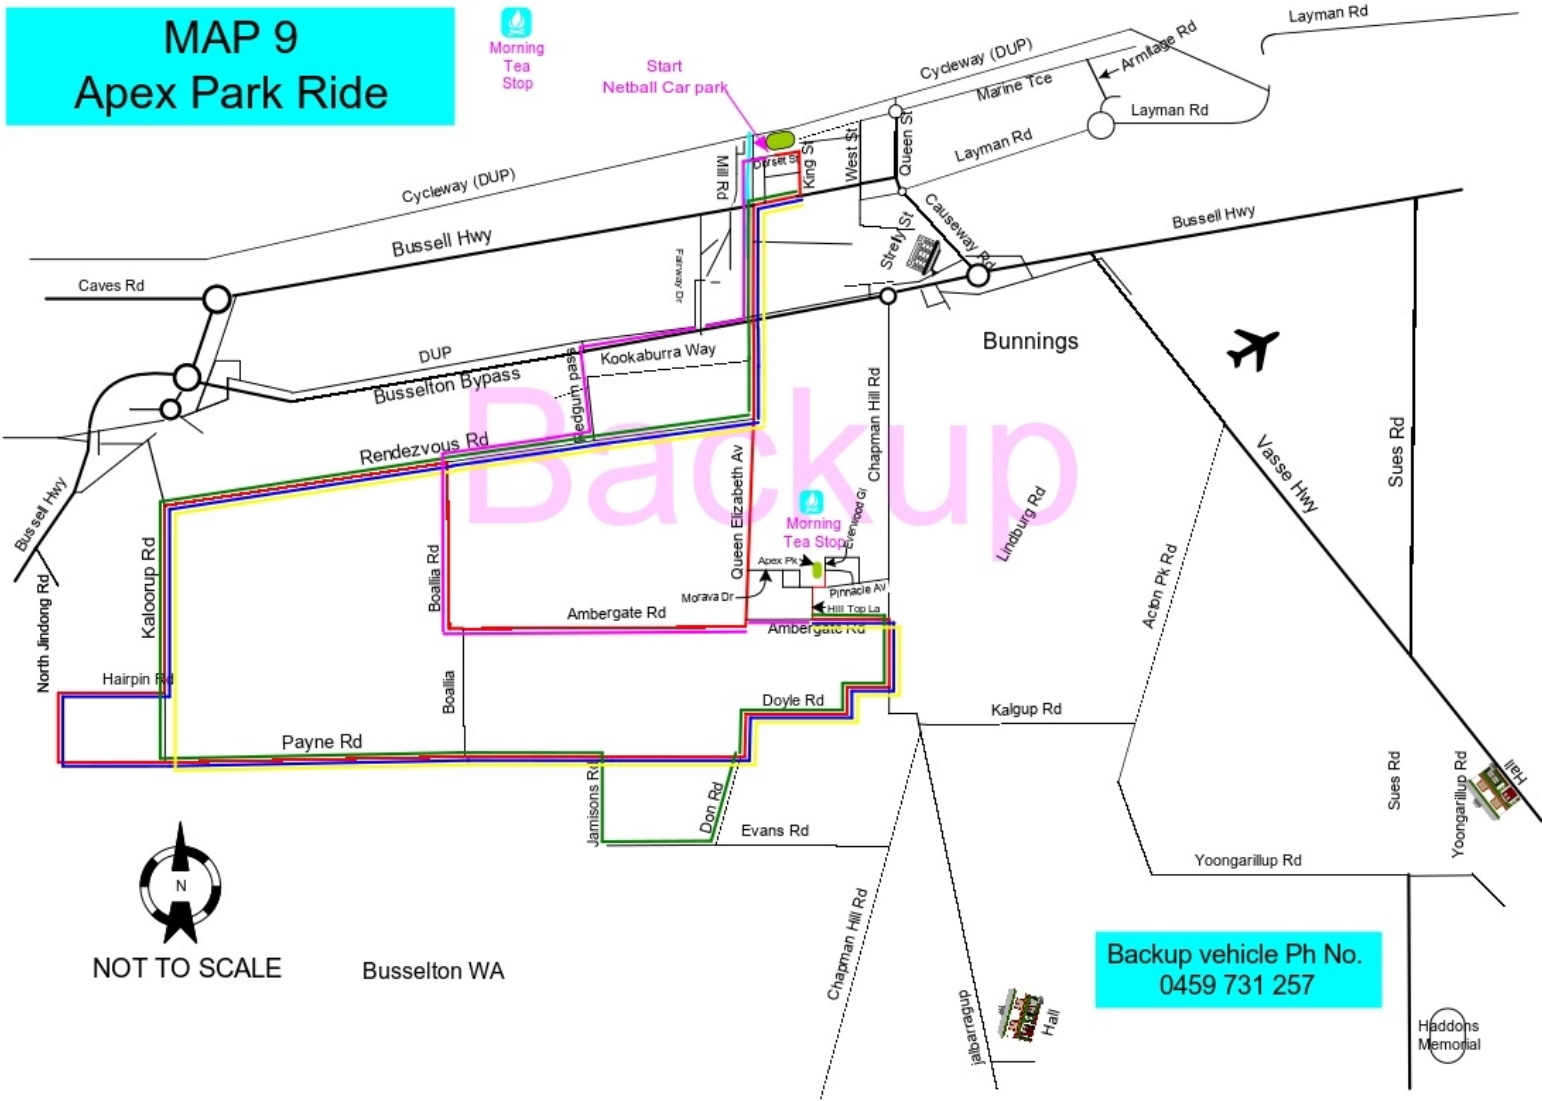 MAP 9
Apex Park Ride
Morning
Tea
Stop
Start
Netball Car park
Cycleway (DUP)
Marine Tce
Armitage Rd
Layman Rd
Layman Rd
Layman Rd
Cycleway (DUP)
Mill Rd
Dorset St
King St
West St
Queen St
Causeway Rd
Strelly St
Bussell Hwy
Bussell Hwy
Caves Rd
Fairway Dr
DUP
Busselton Bypass
Kookaburra Way
Redgum pass
Bunnings
Backup
Rendezvous Rd
Chapman Hill Rd
Queen Elizabeth Av
Bussell Hwy
North Jindong Rd
Kaloorup Rd
Boallia Rd
Morning
Tea Stop
Everwood Gl
Apex Pk
Morava Dr
Pinnacle Av
Hill Top La
Ambergate Rd
Ambergate Rd
Lindburg Rd
Acton Pk Rd
Vasse Hwy
Sues Rd
Hairpin Rd
Boallia
Doyle Rd
Kalgup Rd
Payne Rd
Jamisons Rd
Don Rd
Evans Rd
Sues Rd
Yoongarillup Rd
Hall
Yoongarillup Rd
N
NOT TO SCALE
Busselton WA
Chapman Hill Rd
jalbarragup
Hall
Backup vehicle Ph No.
0459 731 257
Haddons
Memorial